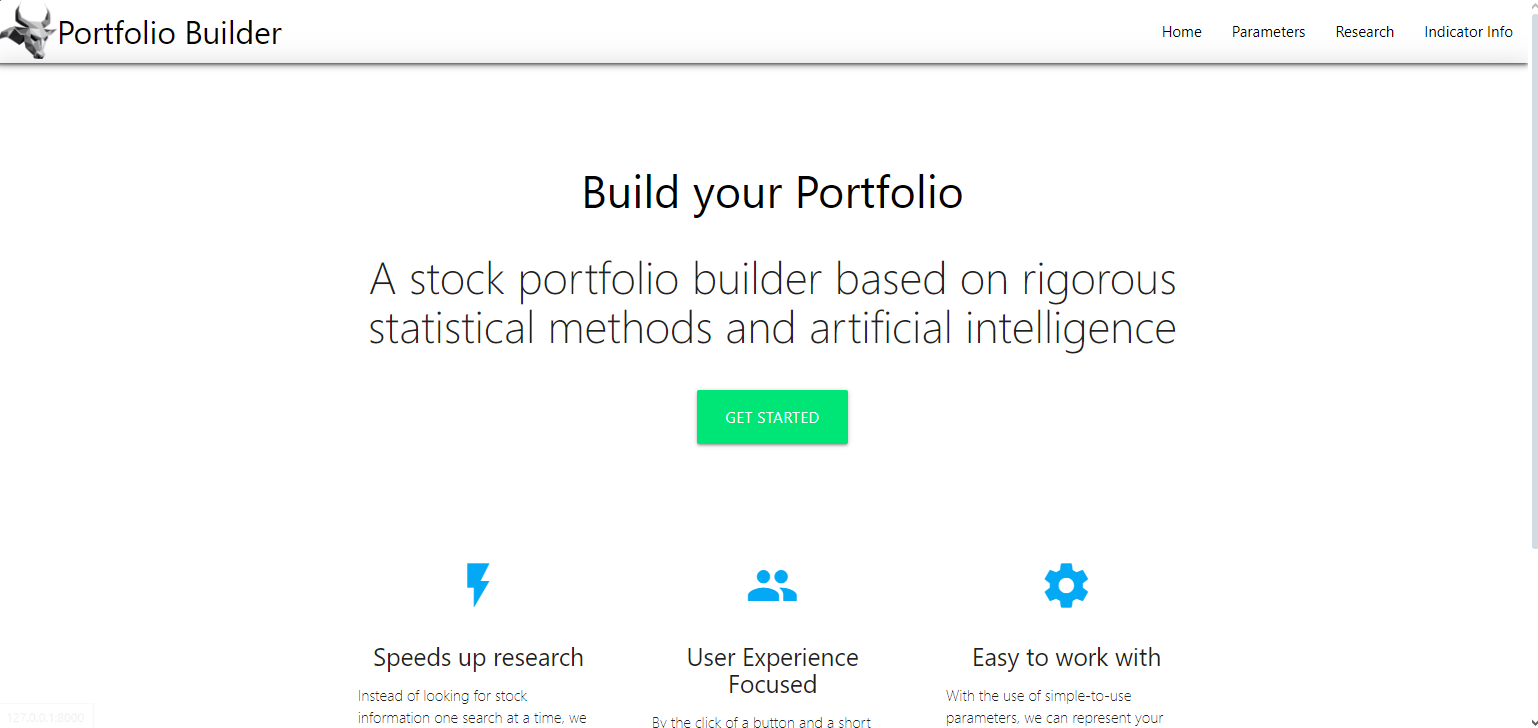 Portfolio Builder
Home Parameters Research Indicator Info
Build your Portfolio
A stock portfolio builder based on rigorous
statistical methods and artificial intelligence
GET STARTED
Speeds up research
Instead of looking for stock
information one search at a time, we
User Experience
Focused
By the click of a button and a short
Easy to work with
With the use of simple-to-use
parameters, we can represent your
127.0.0.1:8000